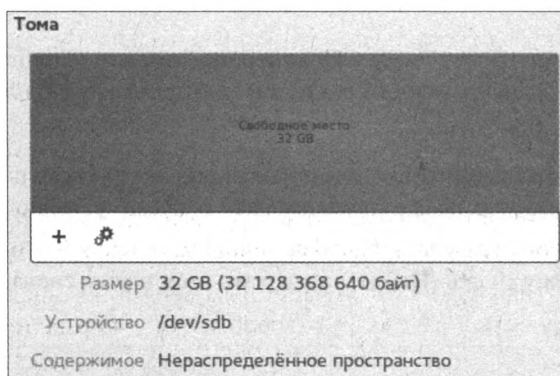 Тома
Свободное место
32 GB
+
Размер 32 GB (32 128 368 640 байт)
Устройство /dev/sdb
Содержимое Нераспределённое пространство